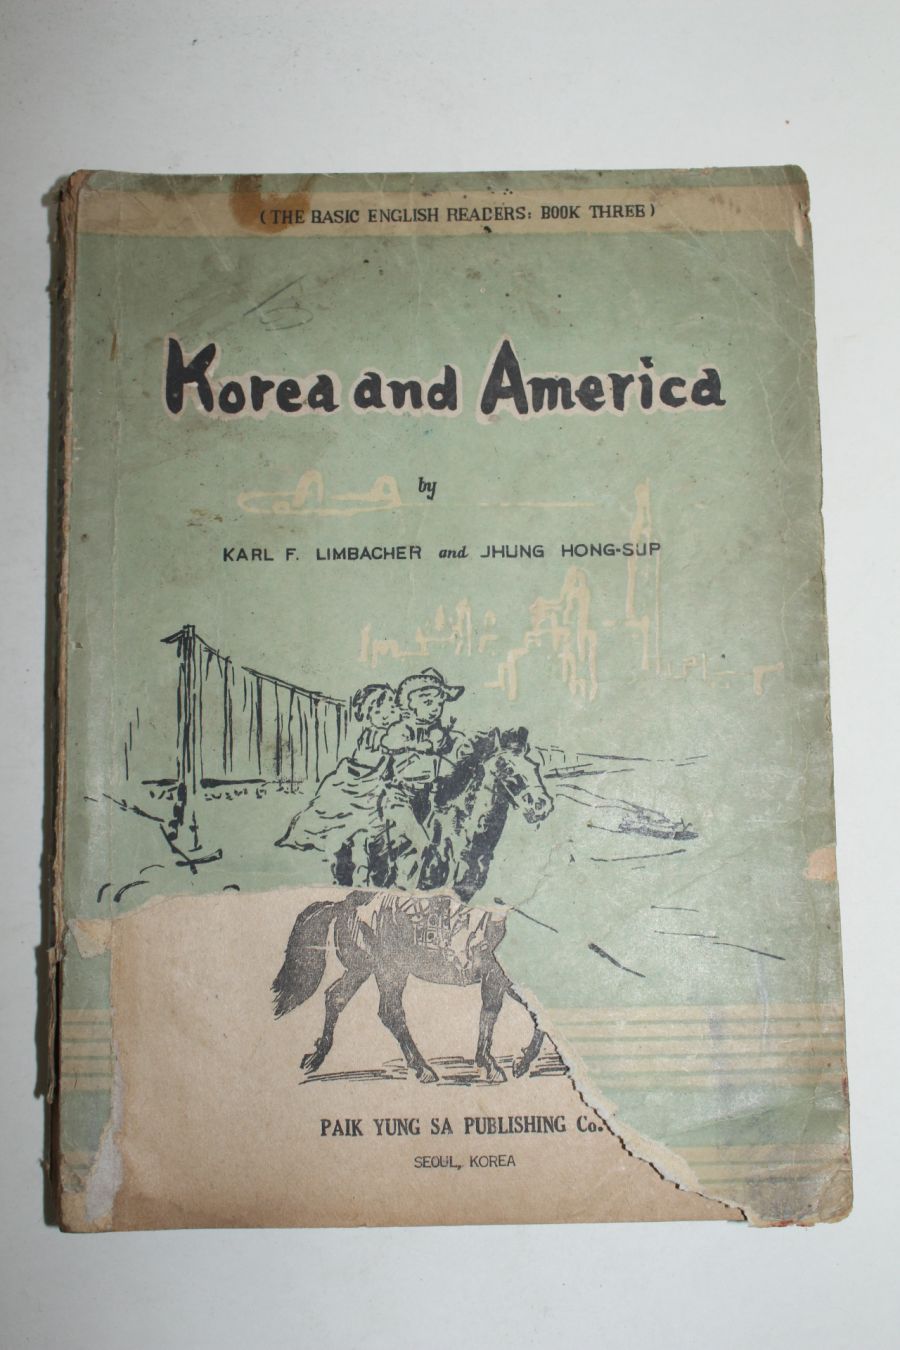 (THE BASIC ENGLISH READERS: BOOK THREE)
Korea and America
by
KARL F. LIMBACHER and JHUNG HONG-SUP
PAIK YUNG SA PUBLISHING Co.
SEOUL, KOREA